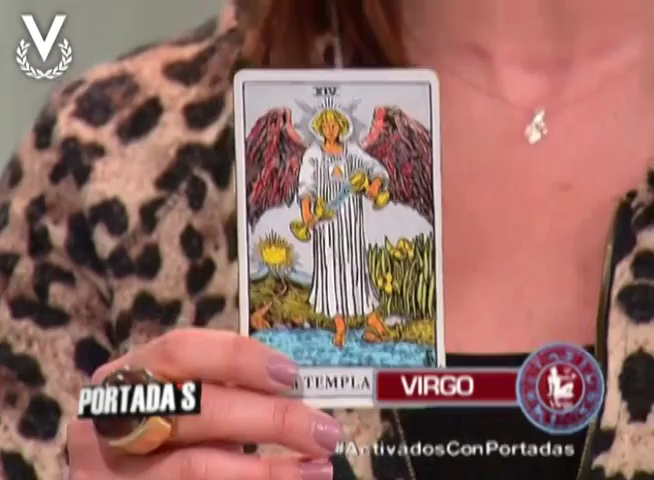 V
XIV
TEMPLA
VIRGO
PORTADA'S
#ActivadosConPortadas